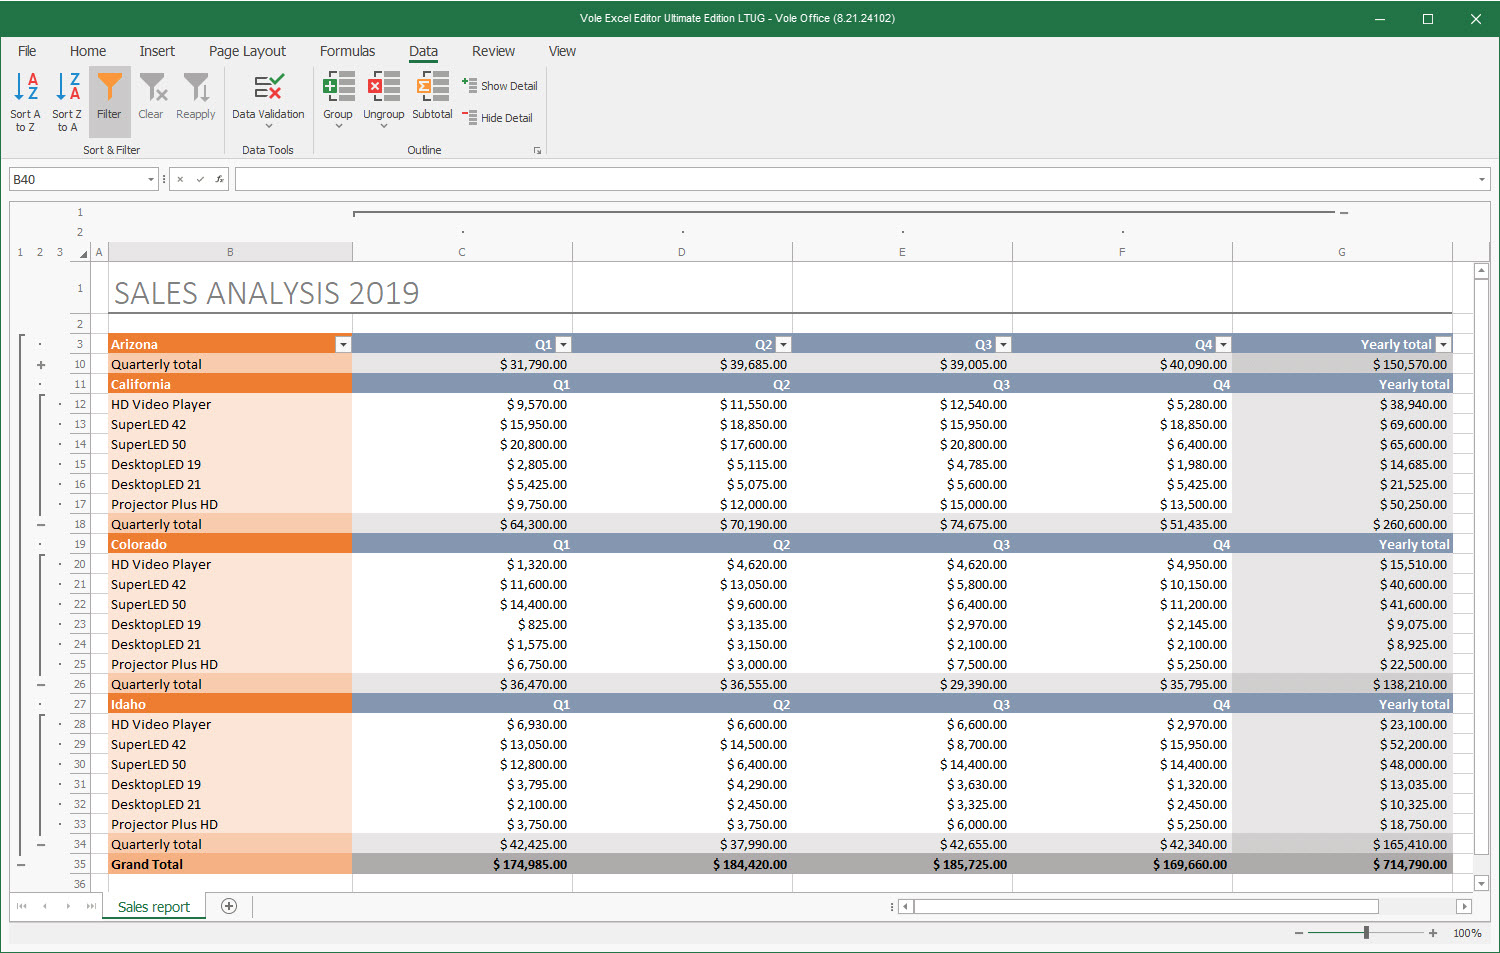 Vole Excel Editor Ultimate Edition LTUG - Vole Office (8.21.24102)
File Home Insert Page Layout Formulas Data Review View
Sort A to Z Sort Z to A Filter Clear Reapply Data Validation Group Ungroup Subtotal Show Detail Hide Detail
Sort & Filter Data Tools Outline
B40
1
2
1 2 3 A B C D E F G
1 SALES ANALYSIS 2019
2
3 Arizona Q1 Q2 Q3 Q4 Yearly total
10 Quarterly total $ 31,790.00 $ 39,685.00 $ 39,005.00 $ 40,090.00 $ 150,570.00
11 California Q1 Q2 Q3 Q4 Yearly total
12 HD Video Player $ 9,570.00 $ 11,550.00 $ 12,540.00 $ 5,280.00 $ 38,940.00
13 SuperLED 42 $ 15,950.00 $ 18,850.00 $ 15,950.00 $ 18,850.00 $ 69,600.00
14 SuperLED 50 $ 20,800.00 $ 17,600.00 $ 20,800.00 $ 6,400.00 $ 65,600.00
15 DesktopLED 19 $ 2,805.00 $ 5,115.00 $ 4,785.00 $ 1,980.00 $ 14,685.00
16 DesktopLED 21 $ 5,425.00 $ 5,075.00 $ 5,600.00 $ 5,425.00 $ 21,525.00
17 Projector Plus HD $ 9,750.00 $ 12,000.00 $ 15,000.00 $ 13,500.00 $ 50,250.00
18 Quarterly total $ 64,300.00 $ 70,190.00 $ 74,675.00 $ 51,435.00 $ 260,600.00
19 Colorado Q1 Q2 Q3 Q4 Yearly total
20 HD Video Player $ 1,320.00 $ 4,620.00 $ 4,620.00 $ 4,950.00 $ 15,510.00
21 SuperLED 42 $ 11,600.00 $ 13,050.00 $ 5,800.00 $ 10,150.00 $ 40,600.00
22 SuperLED 50 $ 14,400.00 $ 9,600.00 $ 6,400.00 $ 11,200.00 $ 41,600.00
23 DesktopLED 19 $ 825.00 $ 3,135.00 $ 2,970.00 $ 2,145.00 $ 9,075.00
24 DesktopLED 21 $ 1,575.00 $ 3,150.00 $ 2,100.00 $ 2,100.00 $ 8,925.00
25 Projector Plus HD $ 6,750.00 $ 3,000.00 $ 7,500.00 $ 5,250.00 $ 22,500.00
26 Quarterly total $ 36,470.00 $ 36,555.00 $ 29,390.00 $ 35,795.00 $ 138,210.00
27 Idaho Q1 Q2 Q3 Q4 Yearly total
28 HD Video Player $ 6,930.00 $ 6,600.00 $ 6,600.00 $ 2,970.00 $ 23,100.00
29 SuperLED 42 $ 13,050.00 $ 14,500.00 $ 8,700.00 $ 15,950.00 $ 52,200.00
30 SuperLED 50 $ 12,800.00 $ 6,400.00 $ 14,400.00 $ 14,400.00 $ 48,000.00
31 DesktopLED 19 $ 3,795.00 $ 4,290.00 $ 3,630.00 $ 1,320.00 $ 13,035.00
32 DesktopLED 21 $ 2,100.00 $ 2,450.00 $ 3,325.00 $ 2,450.00 $ 10,325.00
33 Projector Plus HD $ 3,750.00 $ 3,750.00 $ 6,000.00 $ 5,250.00 $ 18,750.00
34 Quarterly total $ 42,425.00 $ 37,990.00 $ 42,655.00 $ 42,340.00 $ 165,410.00
35 Grand Total $ 174,985.00 $ 184,420.00 $ 185,725.00 $ 169,660.00 $ 714,790.00
36
Sales report
100%